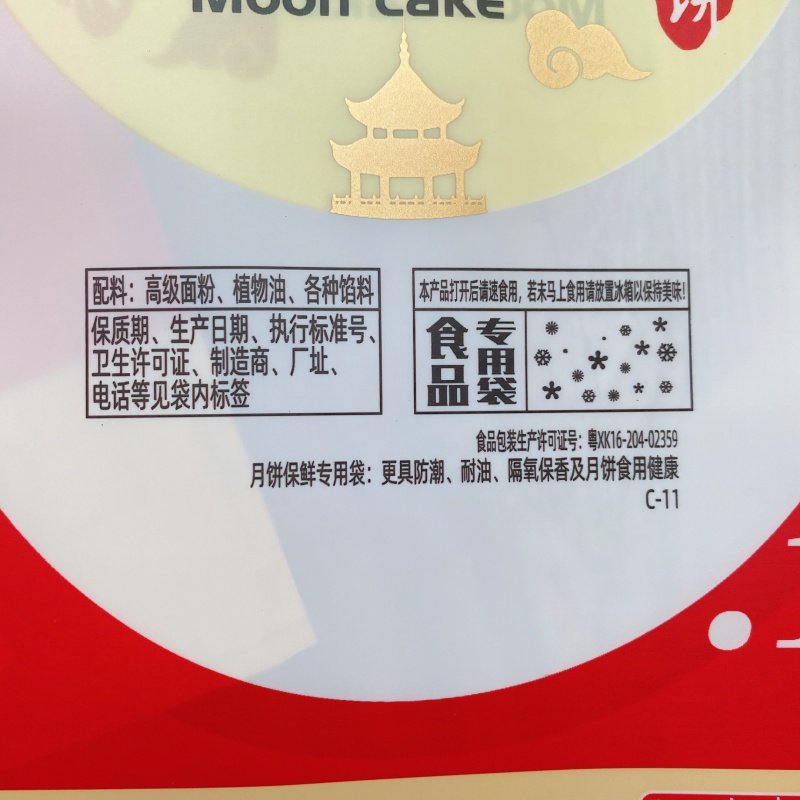 Moon Cake
饼
配料：高级面粉、植物油、各种馅料
保质期、生产日期、执行标准号、
卫生许可证、制造商、厂址、
电话等见袋内标签
本产品打开后请速食用，若未马上食用请放置冰箱以保持美味！
食品
专用袋
食品包装生产许可证号：粤XK16-204-02359
月饼保鲜专用袋：更具防潮、耐油、隔氧保香及月饼食用健康
C-11